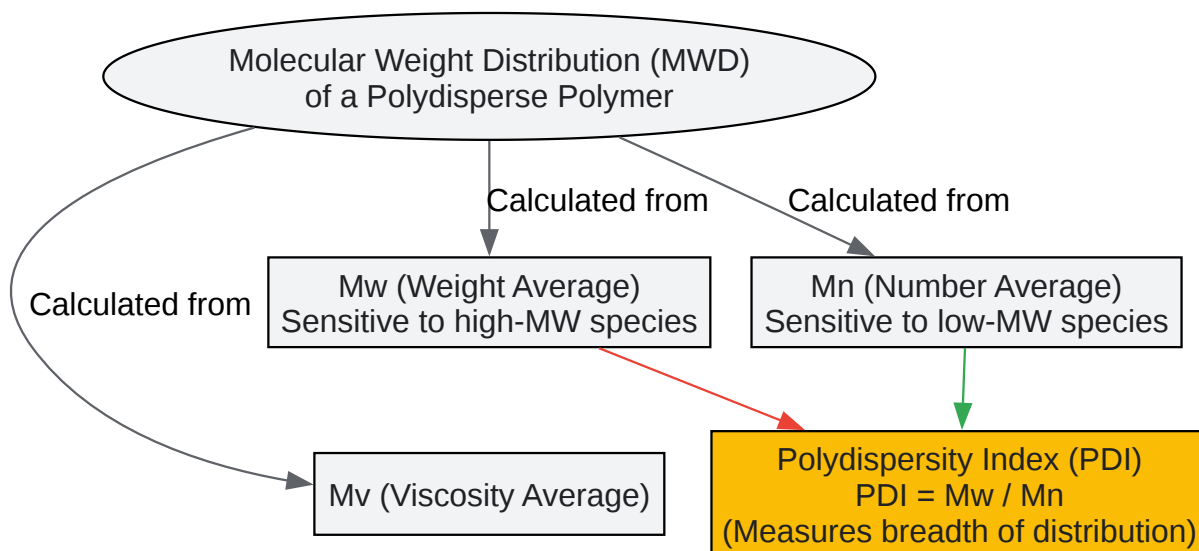 Molecular Weight Distribution (MWD)
of a Polydisperse Polymer
Calculated from
Calculated from
Calculated from
Mw (Weight Average)
Sensitive to high-MW species
Mn (Number Average)
Sensitive to low-MW species
Mv (Viscosity Average)
Polydispersity Index (PDI)
PDI = Mw / Mn
(Measures breadth of distribution)